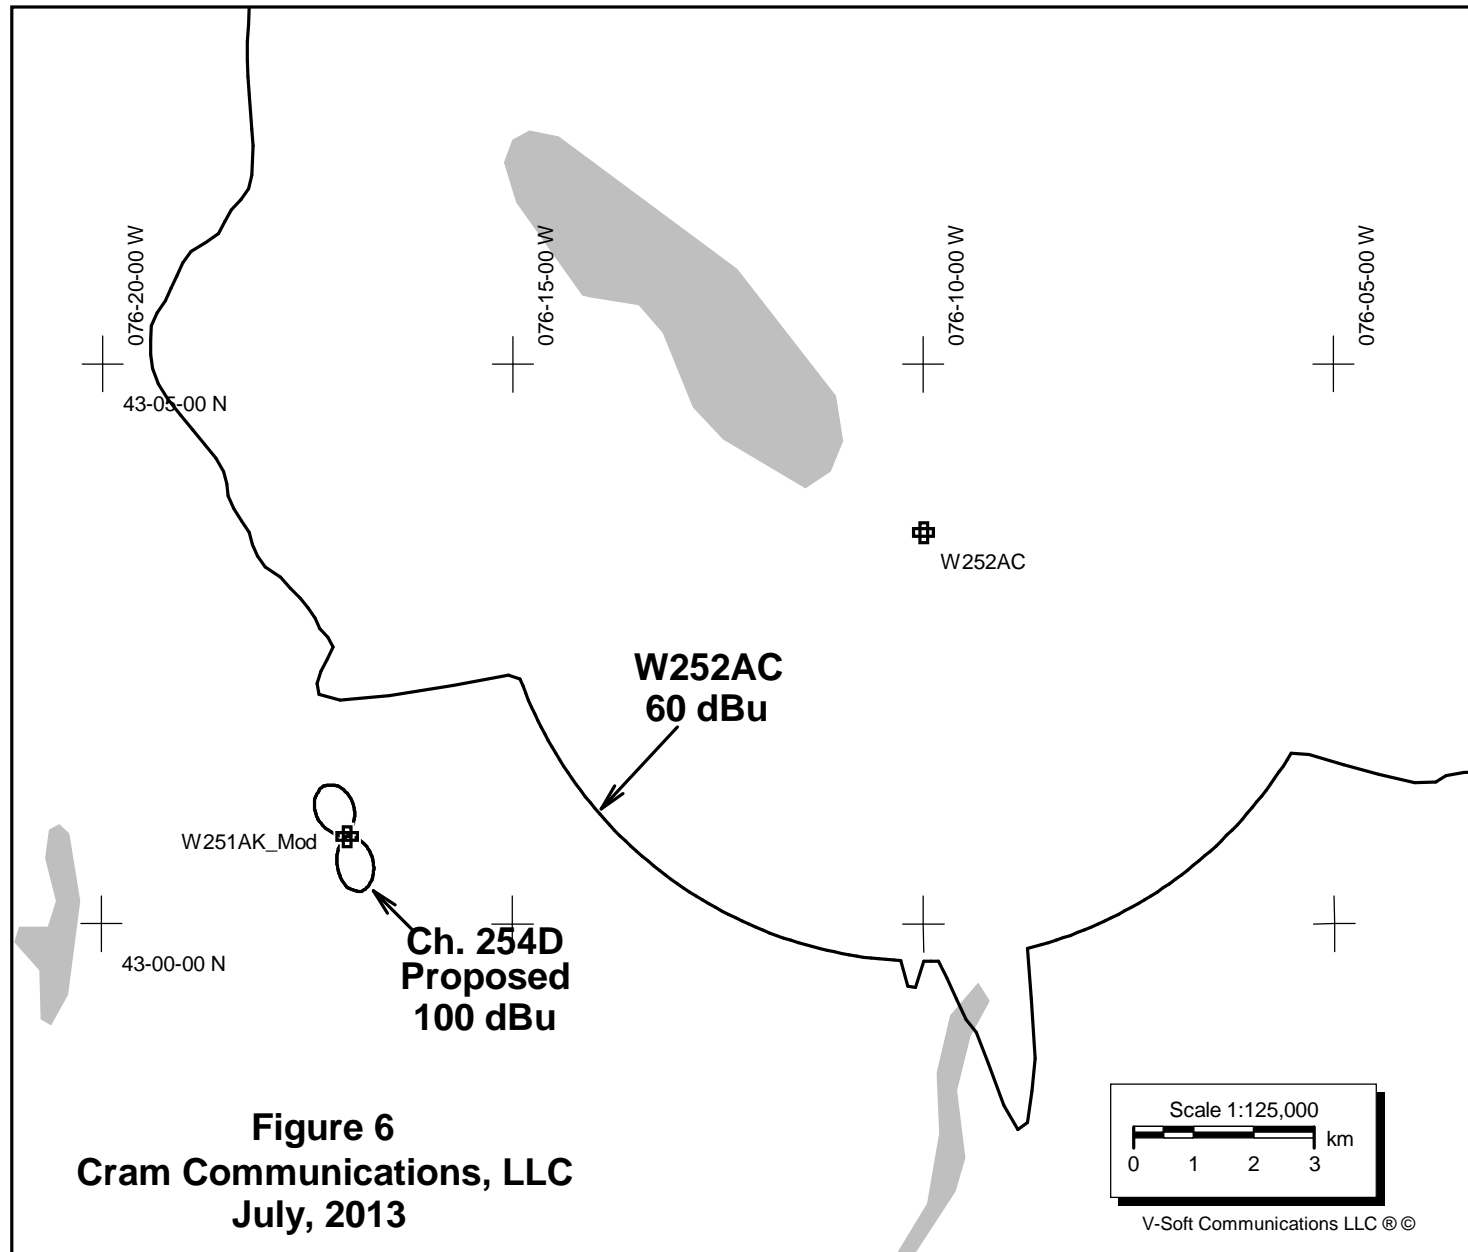 076-20-00 W
076-15-00 W
076-10-00 W
076-05-00 W
43-05-00 N
W252AC
W252AC
60 dBu
W251AK_Mod
Ch. 254D
Proposed
100 dBu
43-00-00 N
Figure 6
Cram Communications, LLC
July, 2013
Scale 1:125,000
km
0 1 2 3
V-Soft Communications LLC ® ©